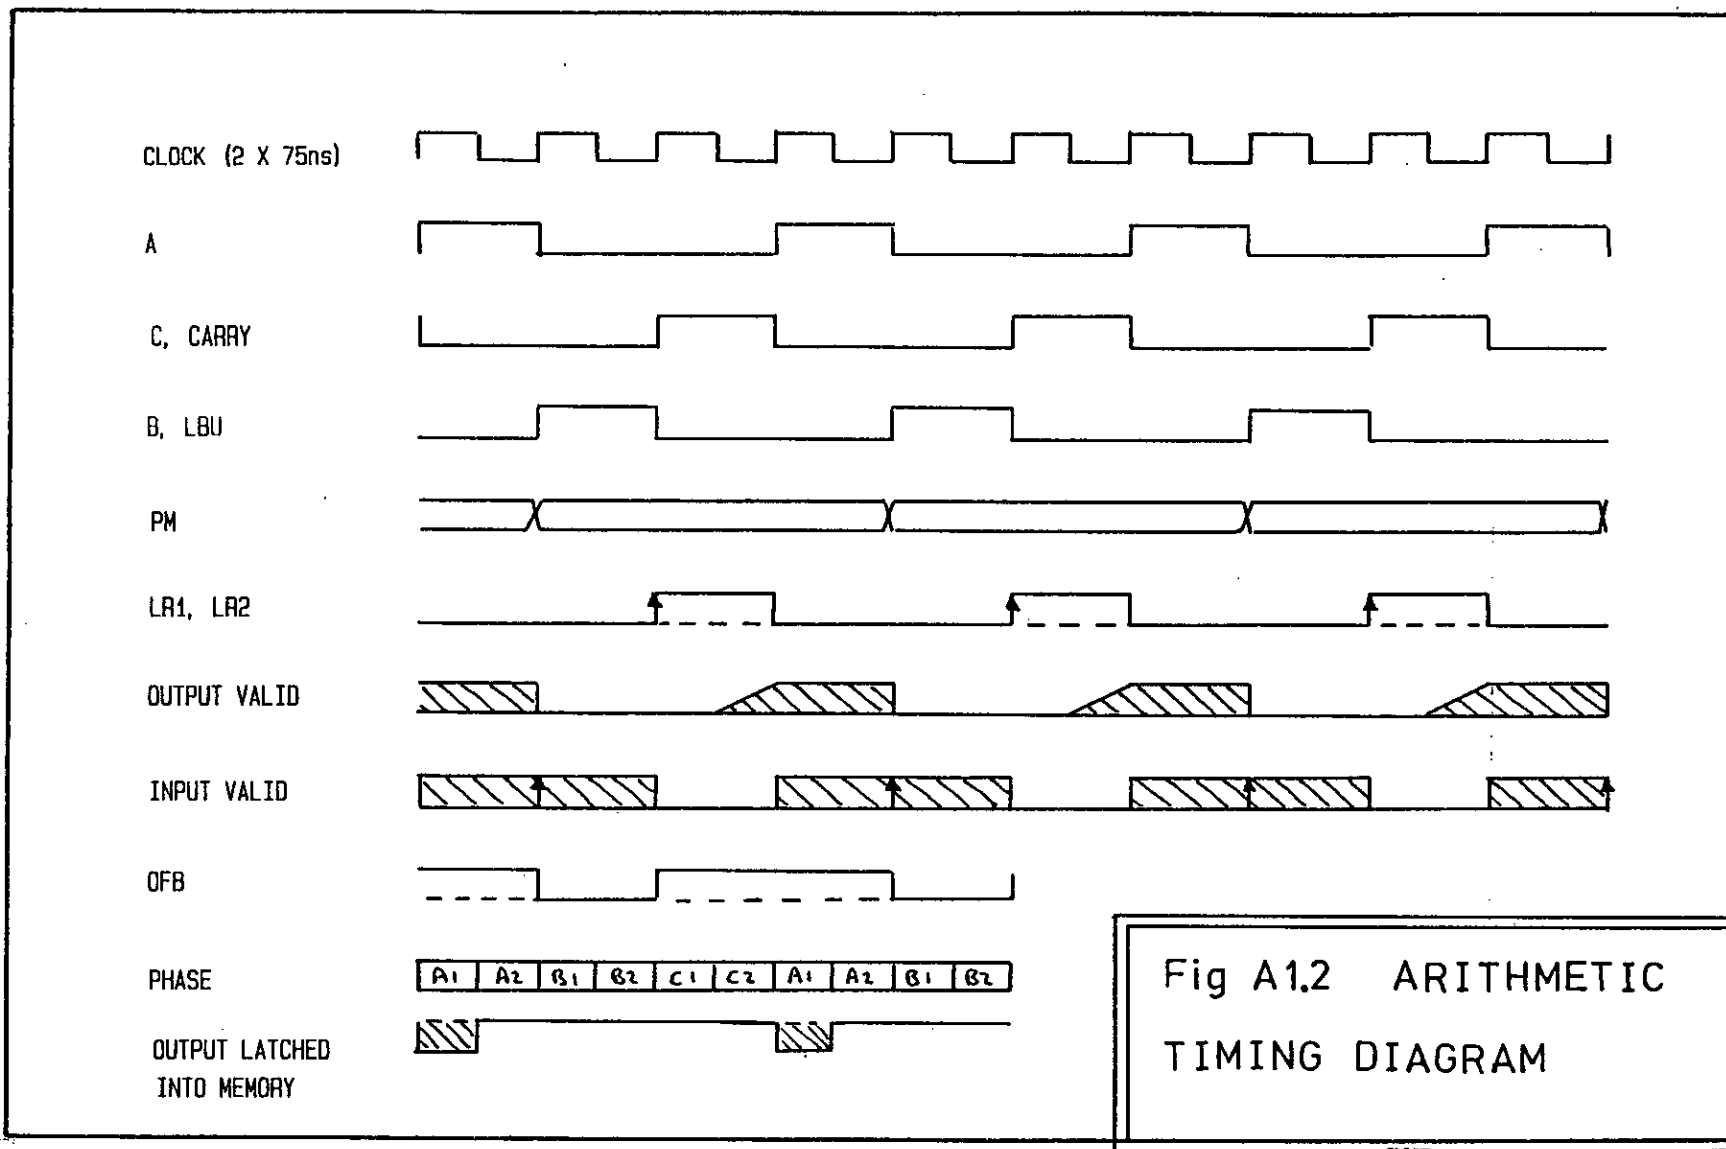 CLOCK (2 X 75ns)
A
C, CARRY
B, LBU
PM
LR1, LR2
OUTPUT VALID
INPUT VALID
OFB
PHASE
A1 A2 B1 B2 C1 C2 A1 A2 B1 B2
OUTPUT LATCHED
INTO MEMORY
Fig A1.2 ARITHMETIC
TIMING DIAGRAM